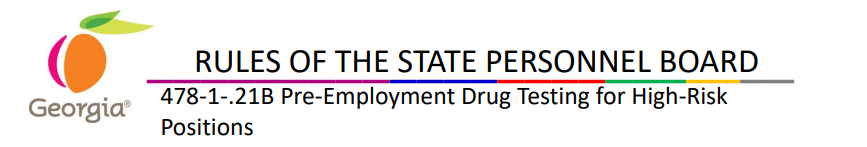 RULES OF THE STATE PERSONNEL BOARD
Georgia®
478-1-.21B Pre-Employment Drug Testing for High-Risk
Positions